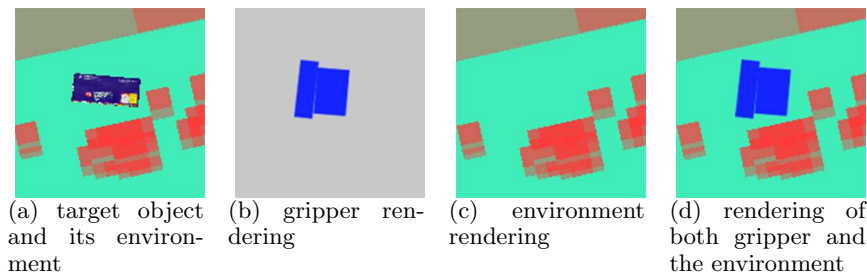 (a) target object
and its environ-
ment
(b) gripper ren-
dering
(c) environment
rendering
(d) rendering of
both gripper and
the environment